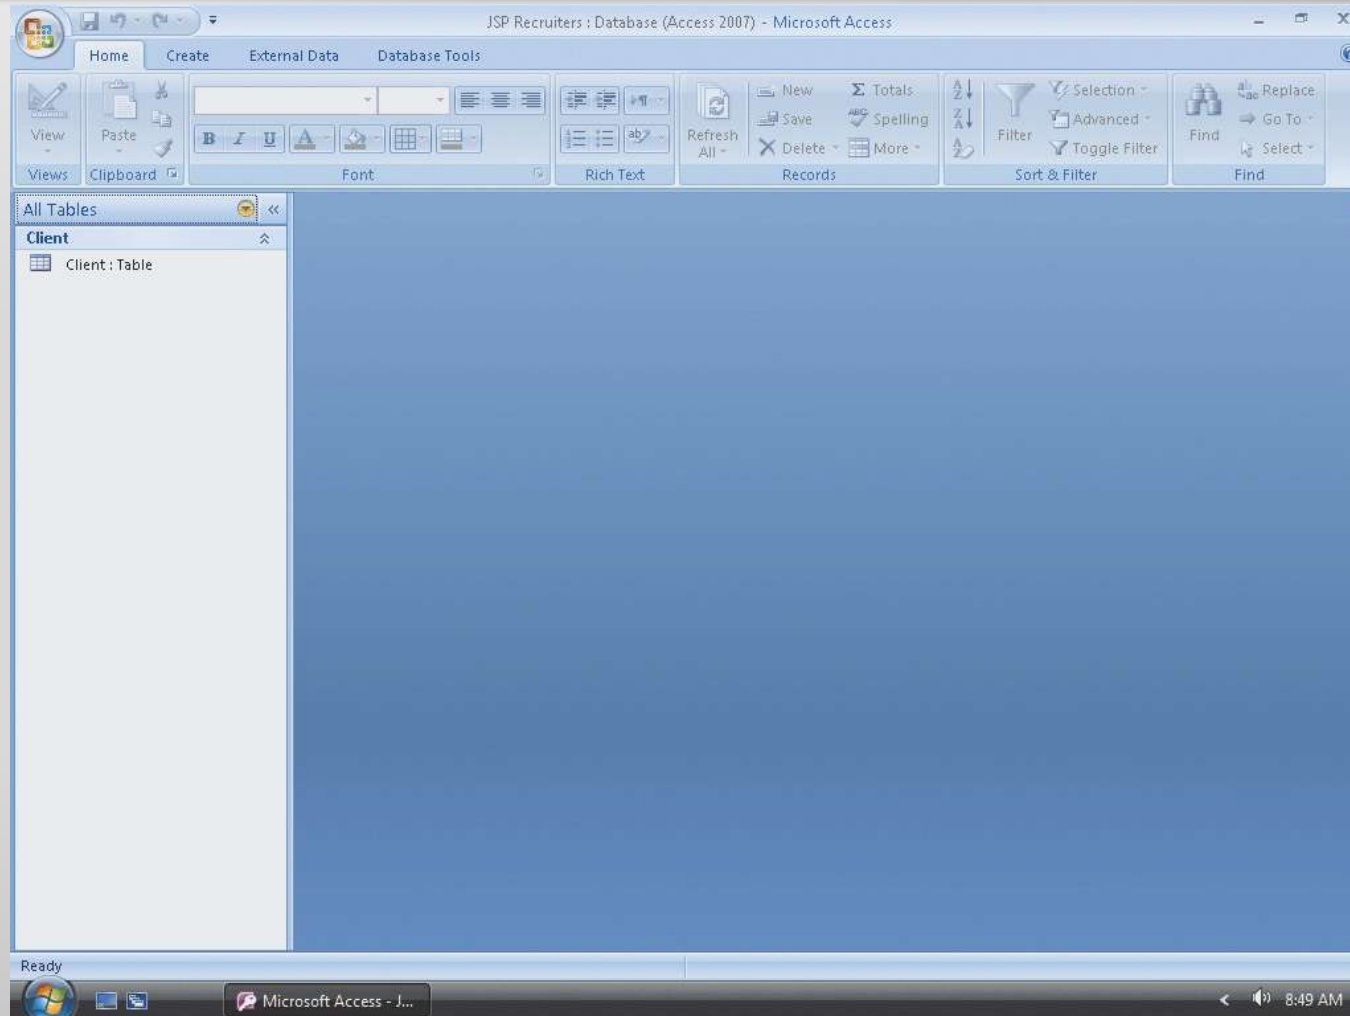 JSP Recruiters : Database (Access 2007) - Microsoft Access
Home Create External Data Database Tools
View
Paste
B I U A
Refresh All
New
Save
Delete
Σ Totals
Spelling
More
Filter
Selection
Advanced
Toggle Filter
Find
Replace
Go To
Select
Views Clipboard Font Rich Text Records Sort & Filter Find
All Tables
Client
Client : Table
Ready
Microsoft Access - J...
8:49 AM